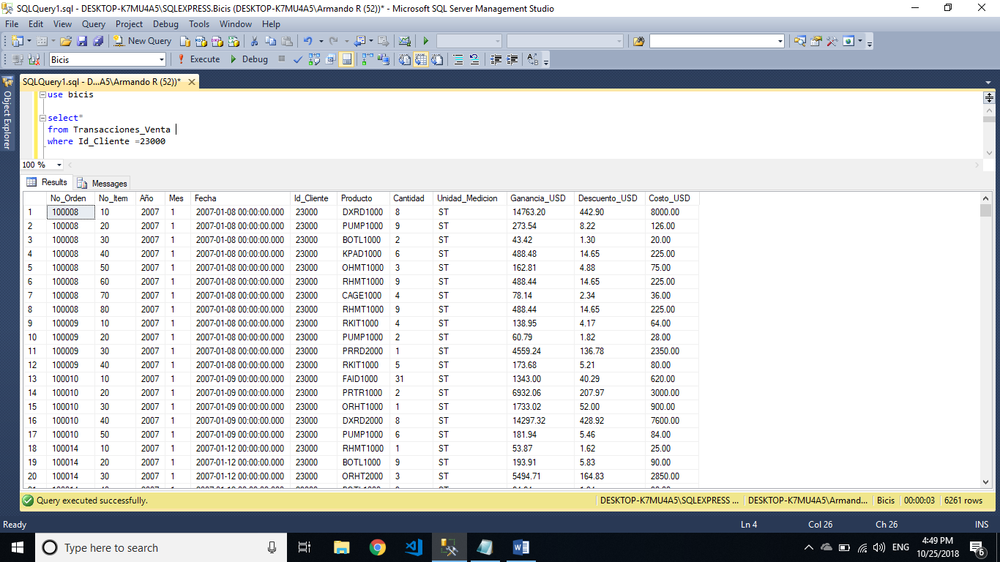 SQLQuery1.sql - DESKTOP-K7MU4A5\SQLEXPRESS.Bicis (DESKTOP-K7MU4A5\Armando R (52))* - Microsoft SQL Server Management Studio
File Edit View Query Project Debug Tools Window Help
New Query
Bicis Execute Debug
Object Explorer
SQLQuery1.sql - D...A5\Armando R (52))*
use bicis
select*
from Transacciones_Venta
where Id_Cliente =23000
100 %
Results Messages
No_Orden No_Item Año Mes Fecha Id_Cliente Producto Cantidad Unidad_Medicion Ganancia_USD Descuento_USD Costo_USD
1 100008 10 2007 1 2007-01-08 00:00:00.000 23000 DXRD1000 8 ST 14763.20 442.90 8000.00
2 100008 20 2007 1 2007-01-08 00:00:00.000 23000 PUMP1000 9 ST 273.54 8.22 126.00
3 100008 30 2007 1 2007-01-08 00:00:00.000 23000 BOTL1000 2 ST 43.42 1.30 20.00
4 100008 40 2007 1 2007-01-08 00:00:00.000 23000 KPAD1000 6 ST 488.48 14.65 225.00
5 100008 50 2007 1 2007-01-08 00:00:00.000 23000 OHMT1000 3 ST 162.81 4.88 75.00
6 100008 60 2007 1 2007-01-08 00:00:00.000 23000 RHMT1000 9 ST 488.44 14.65 225.00
7 100008 70 2007 1 2007-01-08 00:00:00.000 23000 CAGE1000 4 ST 78.14 2.34 36.00
8 100008 80 2007 1 2007-01-08 00:00:00.000 23000 RHMT1000 9 ST 488.44 14.65 225.00
9 100009 10 2007 1 2007-01-08 00:00:00.000 23000 RKIT1000 4 ST 138.95 4.17 64.00
10 100009 20 2007 1 2007-01-08 00:00:00.000 23000 PUMP1000 2 ST 60.79 1.82 28.00
11 100009 30 2007 1 2007-01-08 00:00:00.000 23000 PRRD2000 1 ST 4559.24 136.78 2350.00
12 100009 40 2007 1 2007-01-08 00:00:00.000 23000 RKIT1000 5 ST 173.68 5.21 80.00
13 100010 10 2007 1 2007-01-09 00:00:00.000 23000 FAID1000 31 ST 1343.00 40.29 620.00
14 100010 20 2007 1 2007-01-09 00:00:00.000 23000 PRTR1000 2 ST 6932.06 207.97 3000.00
15 100010 30 2007 1 2007-01-09 00:00:00.000 23000 ORHT1000 1 ST 1733.02 52.00 900.00
16 100010 40 2007 1 2007-01-09 00:00:00.000 23000 DXRD2000 8 ST 14297.32 428.92 7600.00
17 100010 50 2007 1 2007-01-09 00:00:00.000 23000 PUMP1000 6 ST 181.94 5.46 84.00
18 100014 10 2007 1 2007-01-12 00:00:00.000 23000 RHMT1000 1 ST 53.87 1.62 25.00
19 100014 20 2007 1 2007-01-12 00:00:00.000 23000 BOTL1000 9 ST 193.91 5.83 90.00
20 100014 30 2007 1 2007-01-12 00:00:00.000 23000 ORHT2000 3 ST 5494.71 164.83 2850.00
Query executed successfully. DESKTOP-K7MU4A5\SQLEXPRESS ... DESKTOP-K7MU4A5\Armand... Bicis 00:00:03 6261 rows
Ready Ln 4 Col 26 Ch 26 INS
Type here to search ENG 4:49 PM
10/25/2018 6